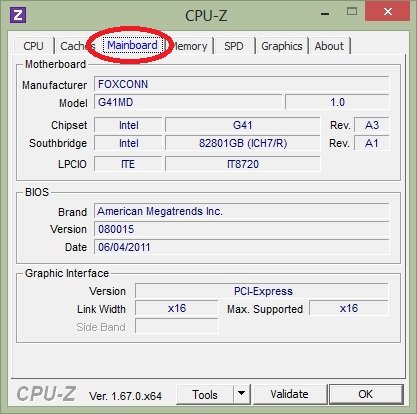 CPU-Z
CPU Caches Mainboard Memory SPD Graphics About
Motherboard
Manufacturer FOXCONN
Model G41MD 1.0
Chipset Intel G41 Rev. A3
Southbridge Intel 82801GB (ICH7/R) Rev. A1
LPCIO ITE IT8720
BIOS
Brand American Megatrends Inc.
Version 080015
Date 06/04/2011
Graphic Interface
Version PCI-Express
Link Width x16 Max. Supported x16
Side Band
CPU-Z Ver. 1.67.0.x64 Tools Validate OK